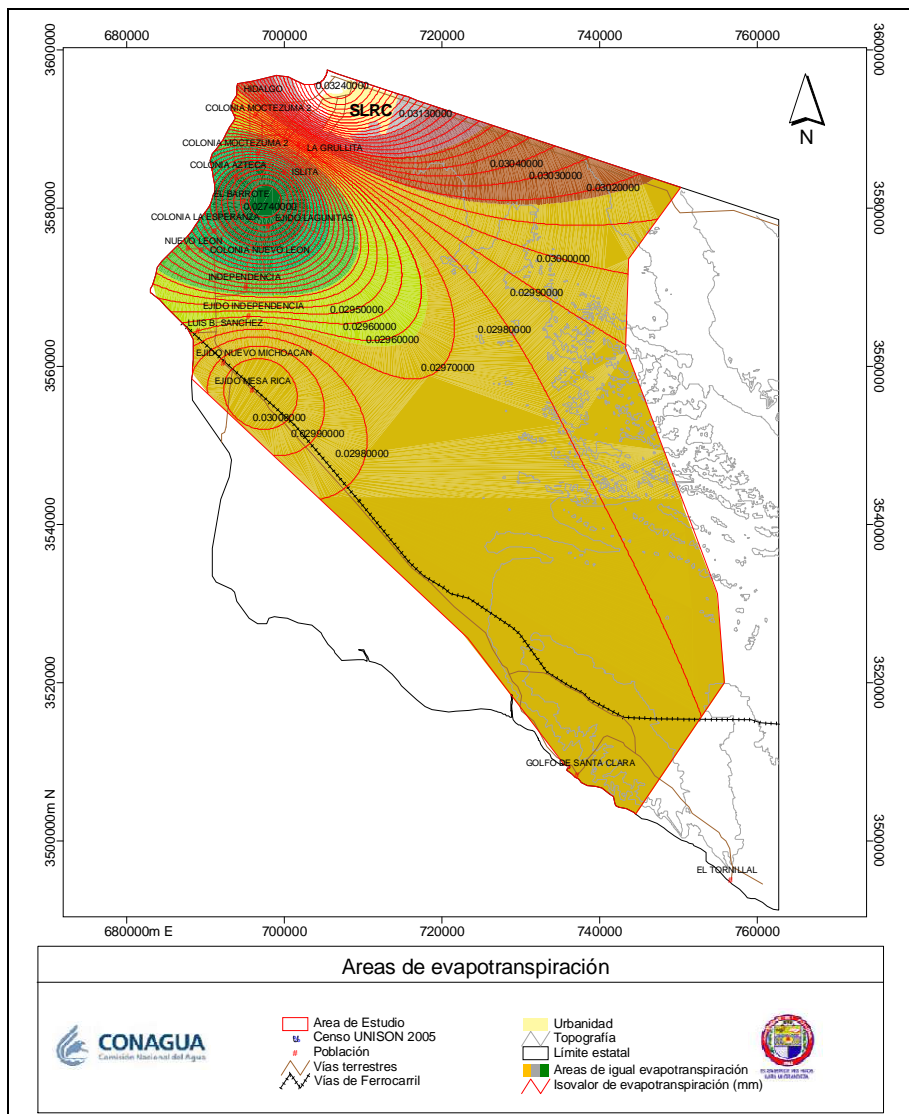 680000 700000 720000 740000 760000
3600000 3600000
HIDALGO
0.03240000
COLONIA MOCTEZUMA 2
SLRC
0.03130000
COLONIA MOCTEZUMA 2
LA GRULLITA
COLONIA AZTECA
ISLITA
0.03040000
0.03030000
0.03020000
EL BARROTE
0.02740000
3580000 3580000
COLONIA LA ESPERANZA
EJIDO LAGUNITAS
NUEVO LEON
COLONIA NUEVO LEON
0.03000000
INDEPENDENCIA
0.02990000
EJIDO INDEPENDENCIA
0.02950000
LUIS B. SANCHEZ
0.02960000
0.02980000
0.02960000
EJIDO NUEVO MICHOACAN
3560000 3560000
0.02970000
EJIDO MESA RICA
0.03000000
0.02990000
0.02980000
3540000 3540000
3520000 3520000
GOLFO DE SANTA CLARA
3500000m N 3500000
EL TORNILLAL
680000m E 700000 720000 740000 760000
N
Areas de evapotranspiración
CONAGUA
Comisión Nacional del Agua
Area de Estudio
Censo UNISON 2005
Población
Vías terrestres
Vías de Ferrocarril
Urbanidad
Topografía
Límite estatal
Areas de igual evapotranspiración
Isovalor de evapotranspiración (mm)